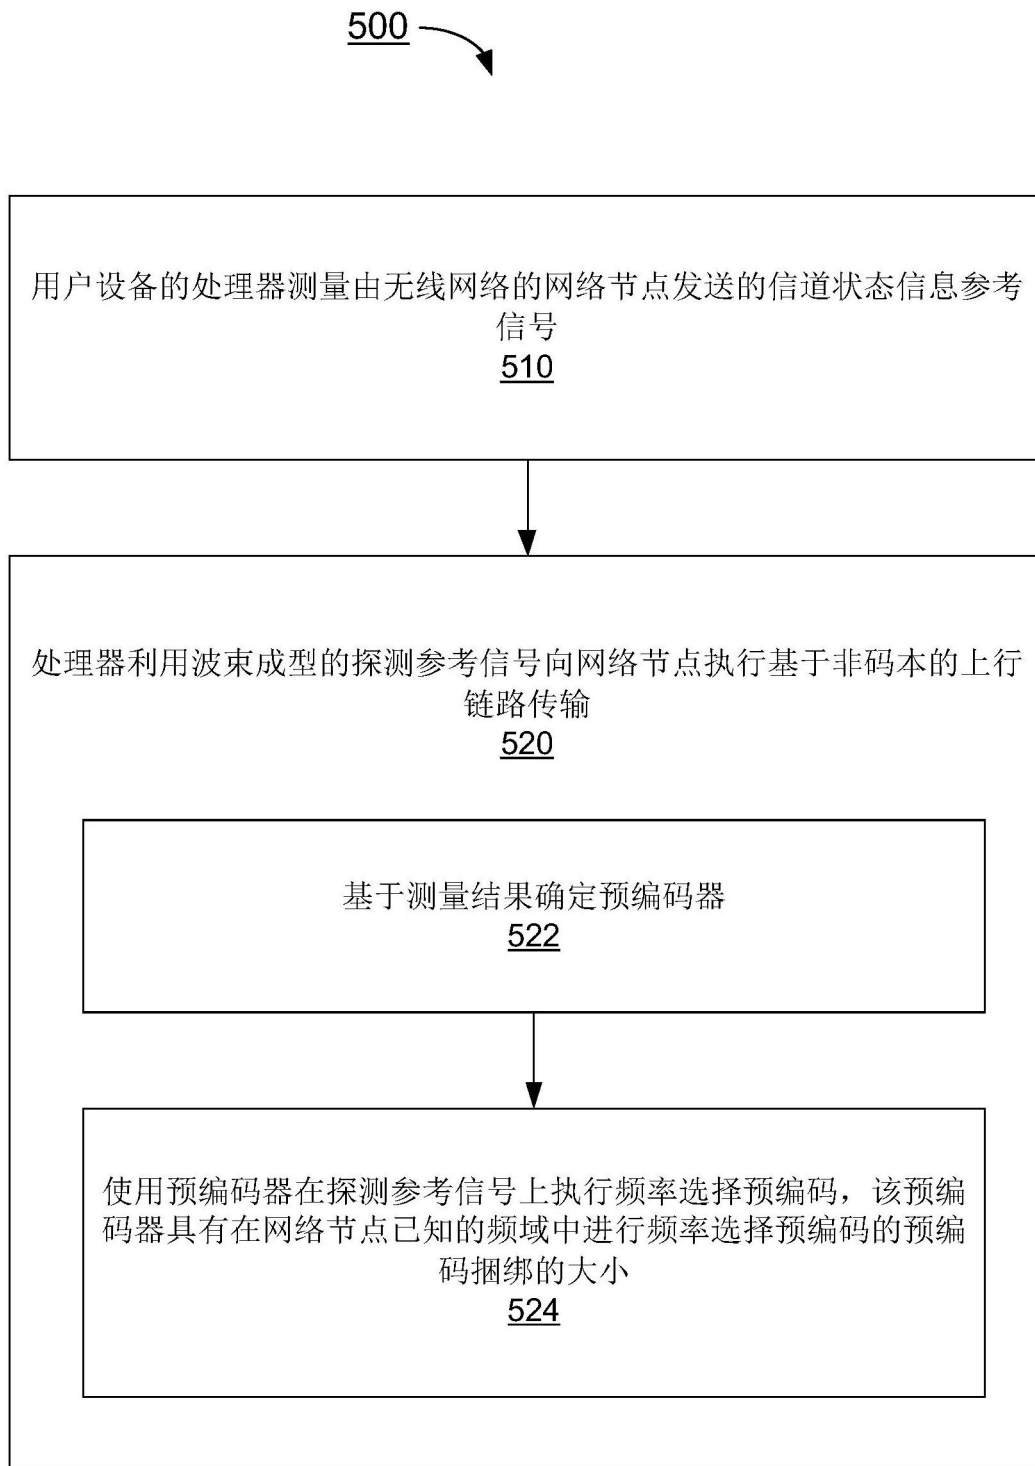 500
用户设备的处理器测量由无线网络的网络节点发送的信道状态信息参考
信号
510
处理器利用波束成型的探测参考信号向网络节点执行基于非码本的上行
链路传输
520
基于测量结果确定预编码器
522
使用预编码器在探测参考信号上执行频率选择预编码，该预编
码器具有在网络节点已知的频域中进行频率选择预编码的预编
码捆绑的大小
524